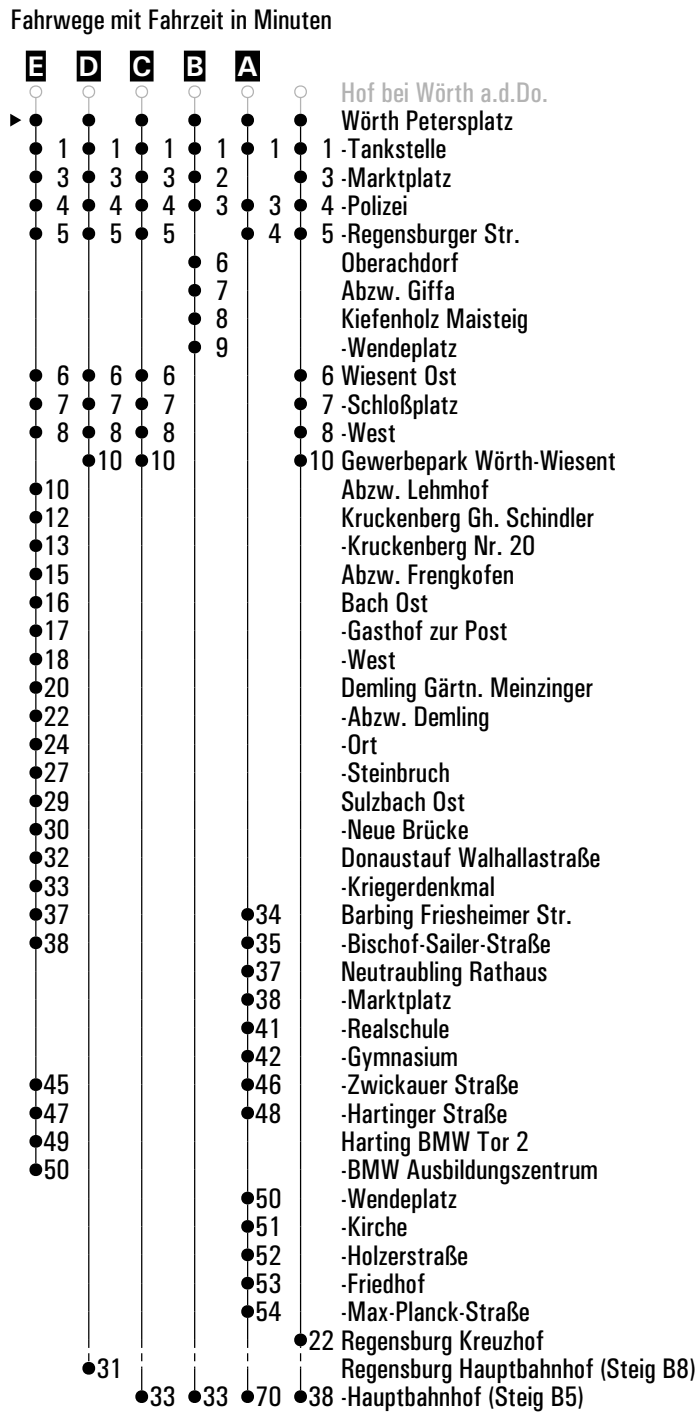 Fahrwege mit Fahrzeit in Minuten
E D C B A
Hof bei Wörth a.d.Do.
Wörth Petersplatz
1 1 1 1 1 1 -Tankstelle
3 3 3 2 3 -Marktplatz
4 4 4 3 3 4 -Polizei
5 5 5 4 5 -Regensburger Str.
6 Oberachdorf
7 Abzw. Giffa
8 Kiefenholz Maisteig
9 -Wendeplatz
6 6 6 6 Wiesent Ost
7 7 7 7 -Schloßplatz
8 8 8 8 -West
10 10 10 Gewerbepark Wörth-Wiesent
10 Abzw. Lehmhof
12 Kruckenberg Gh. Schindler
13 -Kruckenberg Nr. 20
15 Abzw. Frengkofen
16 Bach Ost
17 -Gasthof zur Post
18 -West
20 Demling Gärtn. Meinzinger
22 -Abzw. Demling
24 -Ort
27 -Steinbruch
29 Sulzbach Ost
30 -Neue Brücke
32 Donaustauf Walhallastraße
33 -Kriegerdenkmal
37 34 Barbing Friesheimer Str.
38 35 -Bischof-Sailer-Straße
37 Neutraubling Rathaus
38 -Marktplatz
41 -Realschule
42 -Gymnasium
45 46 -Zwickauer Straße
47 48 -Hartinger Straße
49 Harting BMW Tor 2
50 -BMW Ausbildungszentrum
50 -Wendeplatz
51 -Kirche
52 -Holzerstraße
53 -Friedhof
54 -Max-Planck-Straße
22 Regensburg Kreuzhof
31 Regensburg Hauptbahnhof (Steig B8)
33 33 70 38 -Hauptbahnhof (Steig B5)